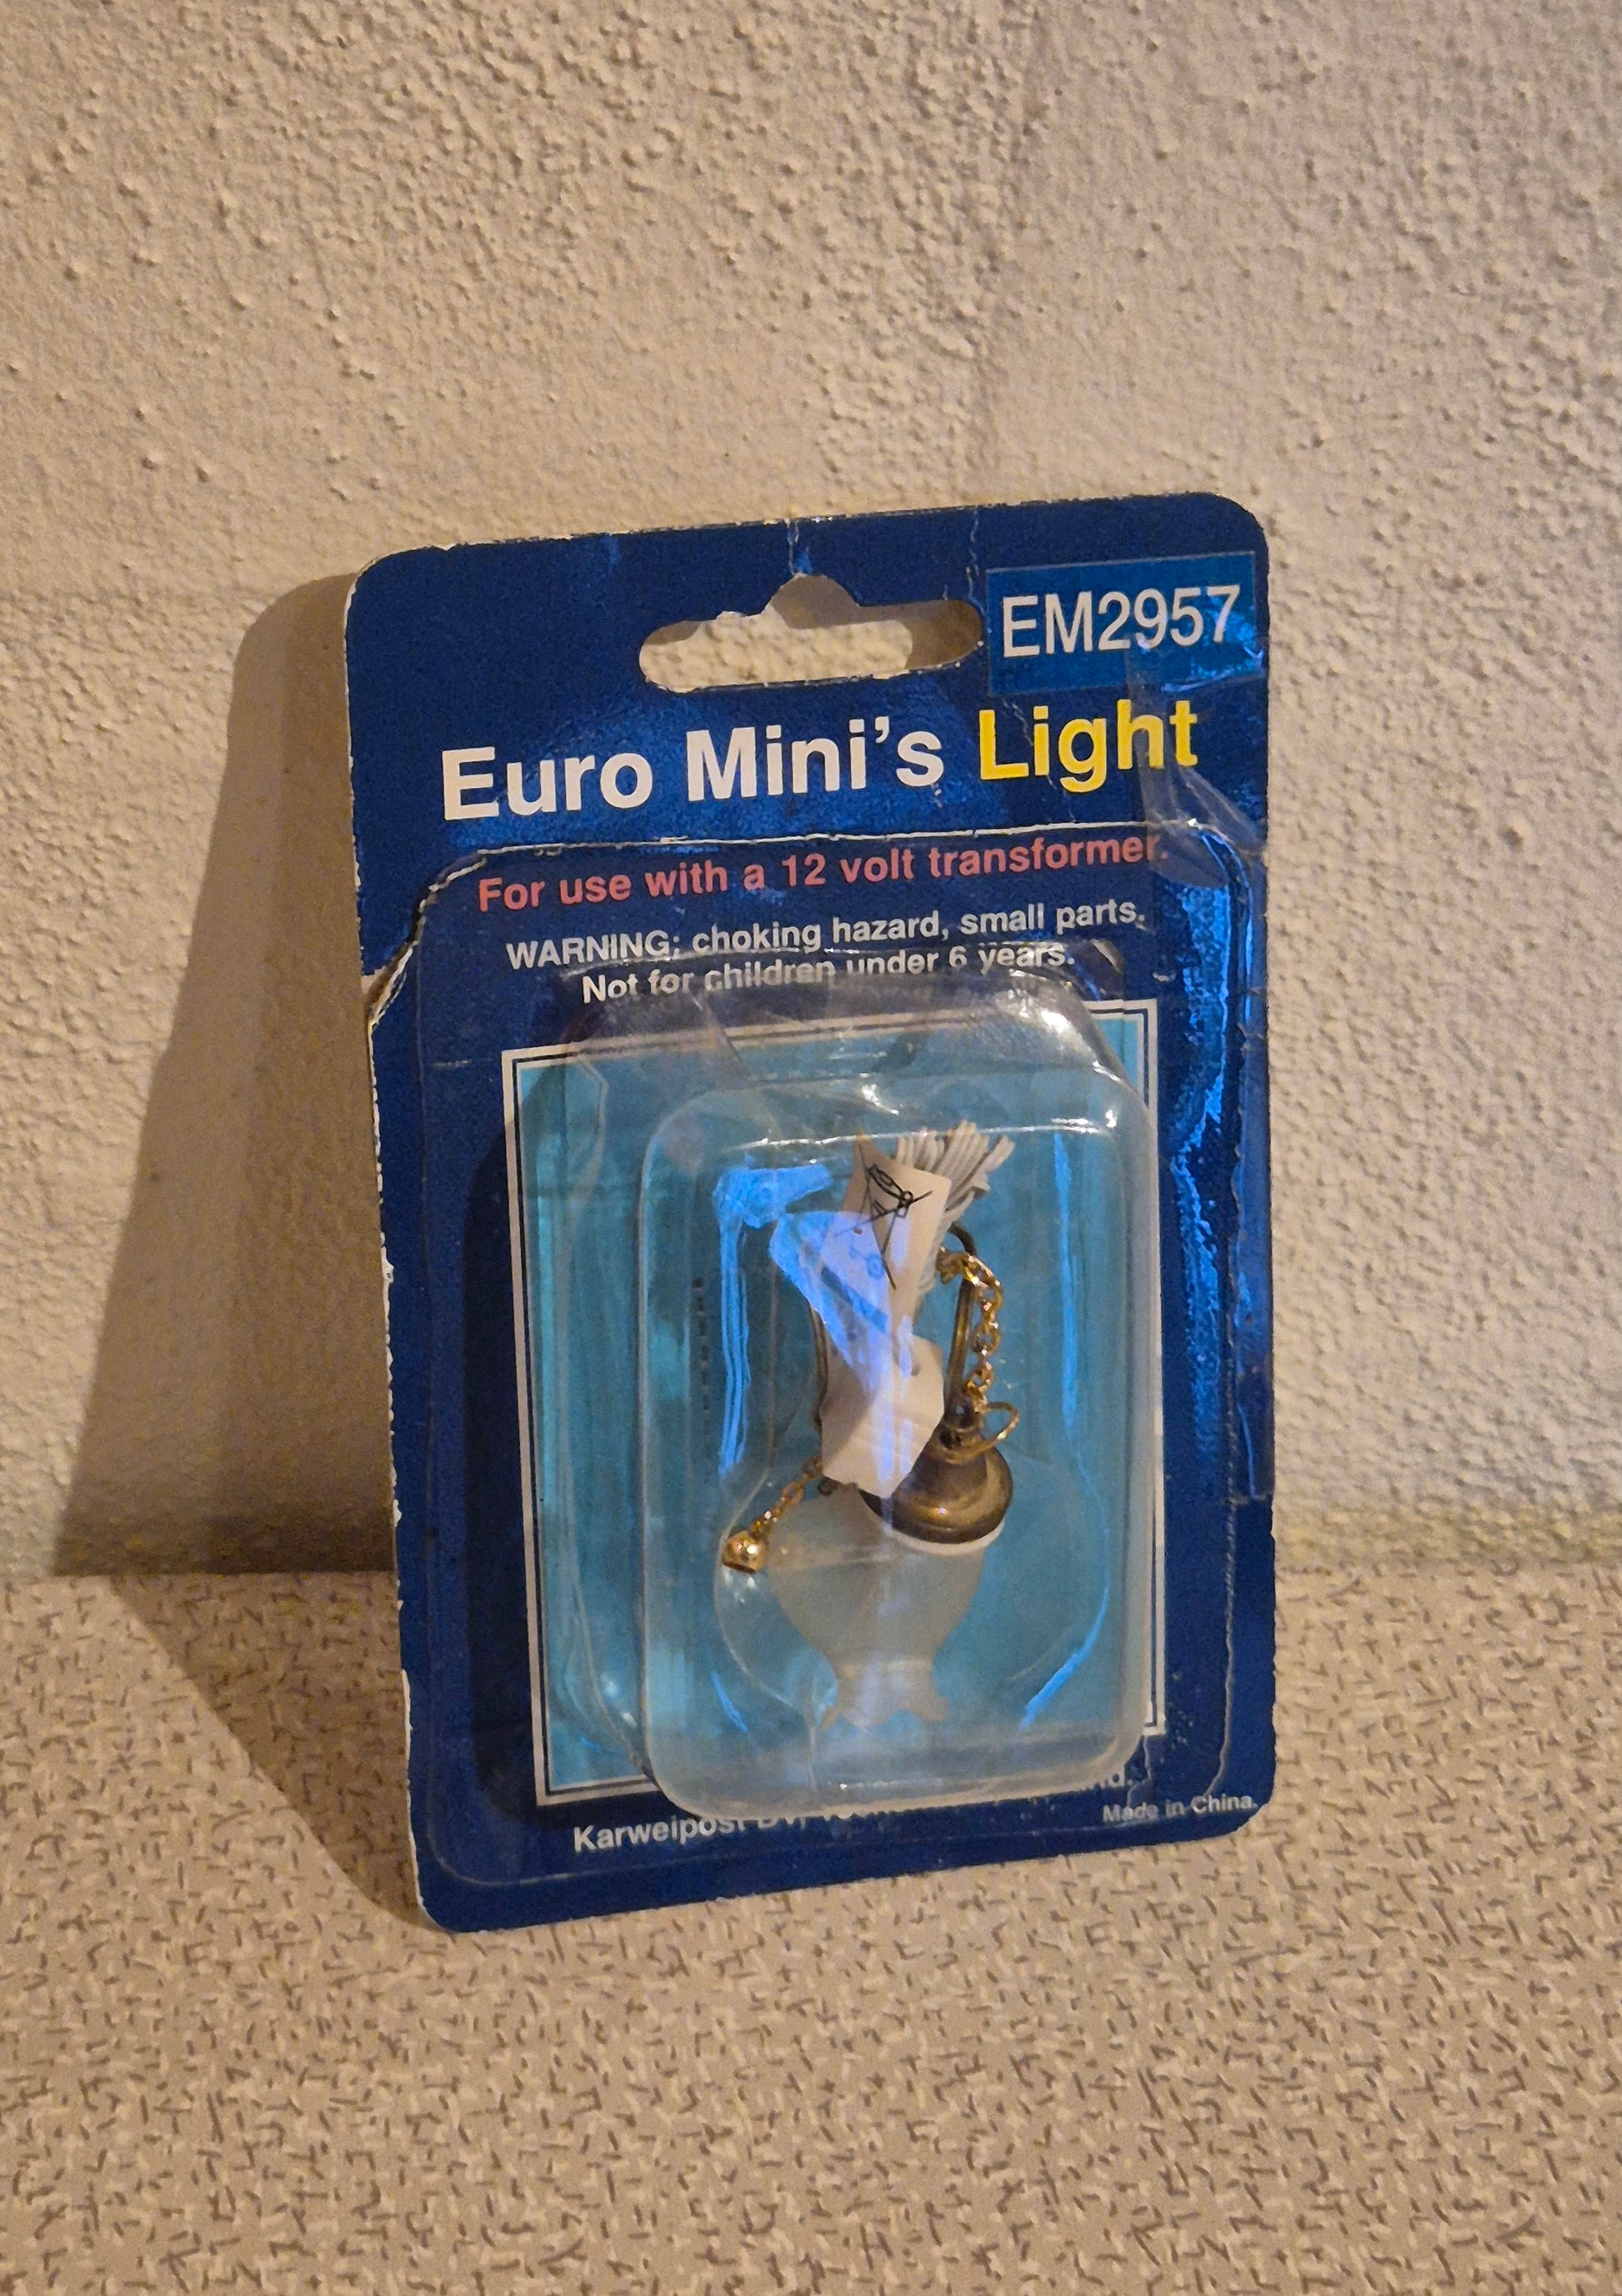 EM2957
Euro Mini's Light
For use with a 12 volt transformer.
WARNING: choking hazard, small parts.
Not for children under 6 years.
Karweipost BV,
Made in China.